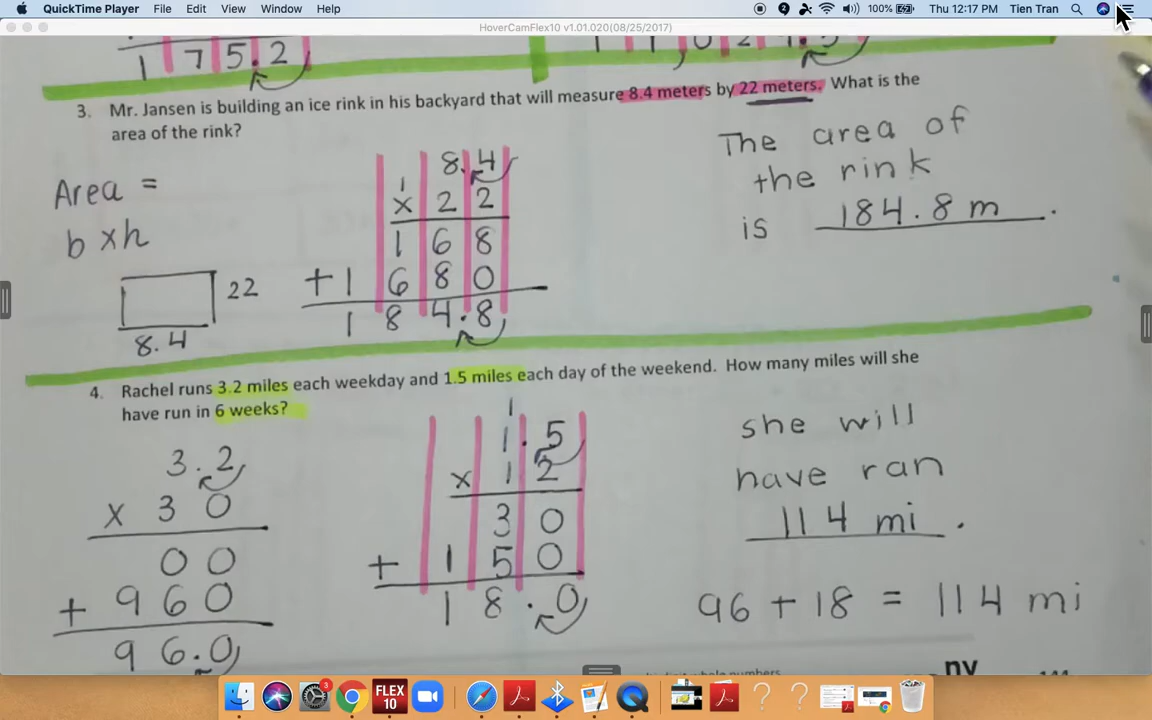 QuickTime Player File Edit View Window Help 100% Thu 12:17 PM Tien Tran
HoverCamFlex10 v1.01.020(08/25/2017)
1 7 5.2
3. Mr. Jansen is building an ice rink in his backyard that will measure 8.4 meters by 22 meters. What is the
area of the rink?
Area =
b x h
22
8.4
8.4
1
x 2 2
1 6 8
+ 1 6 8 0
1 8 4.8
The area of
the rink
is 184.8 m.
4. Rachel runs 3.2 miles each weekday and 1.5 miles each day of the weekend. How many miles will she
have run in 6 weeks?
3.2
x 3 0
0 0
+ 9 6 0
9 6.0
1
1.5
x 1 2
3 0
+ 1 5 0
1 8.0
she will
have ran
114 mi.
96 + 18 = 114 mi
whole numbers
ny
3
FLEX
10